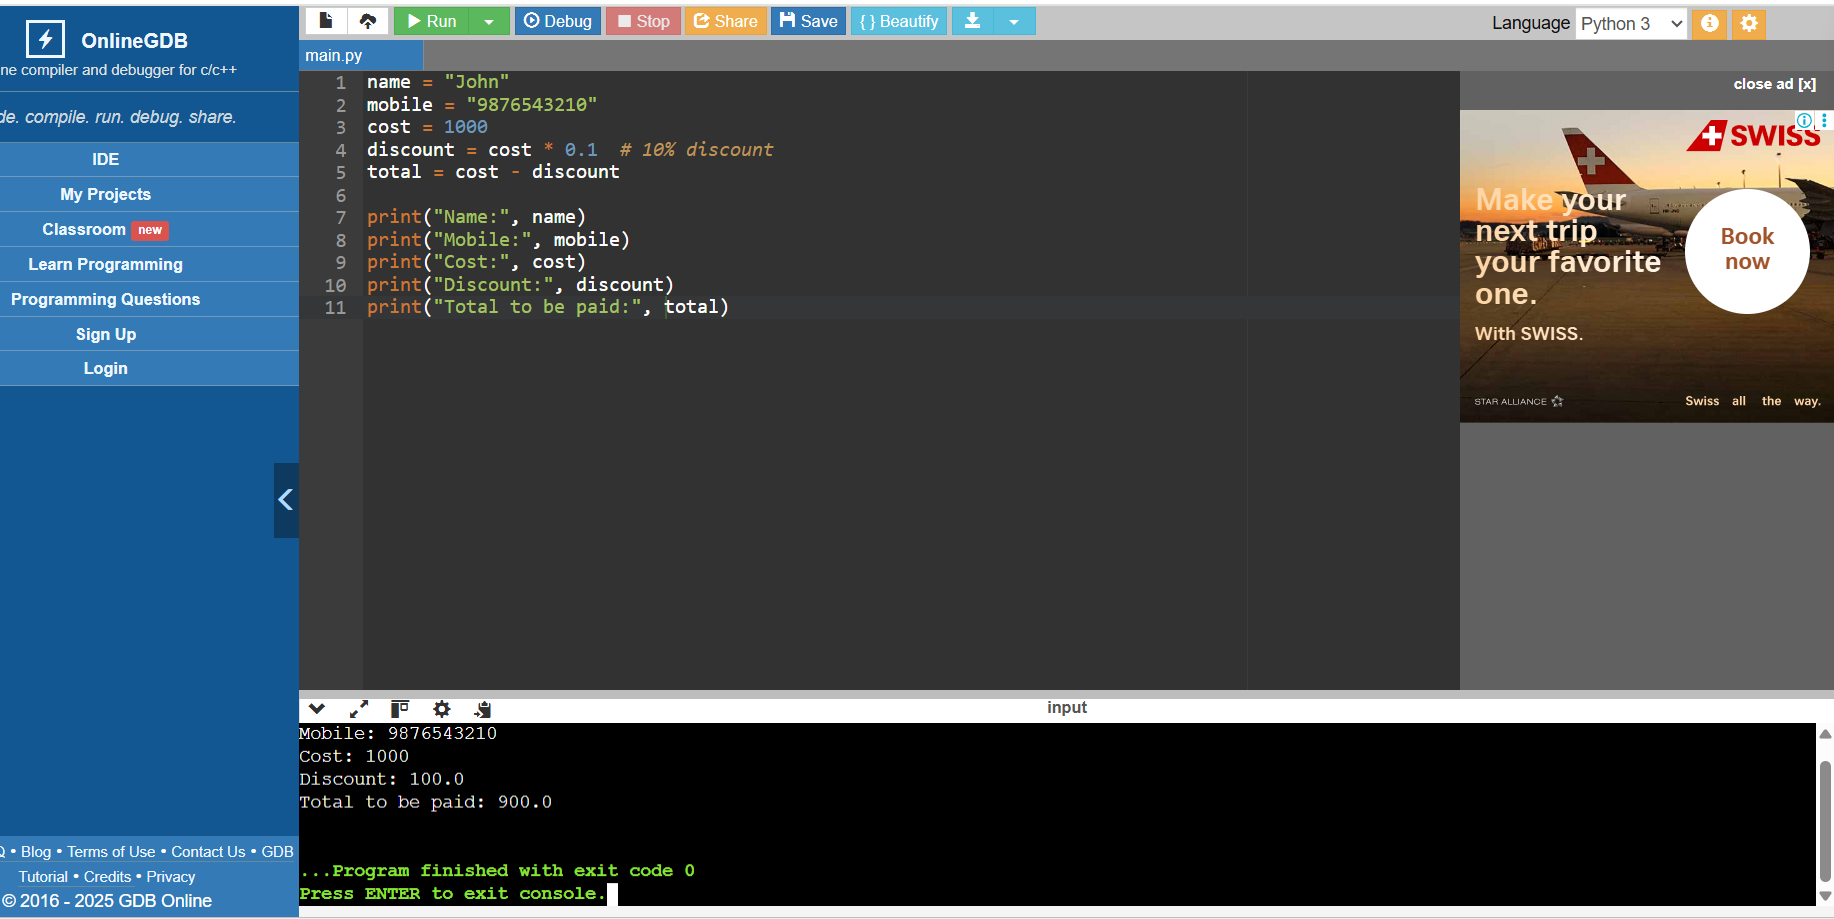 OnlineGDB
ne compiler and debugger for c/c++
de. compile. run. debug. share.
IDE
My Projects
Classroom new
Learn Programming
Programming Questions
Sign Up
Login
• Blog • Terms of Use • Contact Us • GDB
Tutorial • Credits • Privacy
© 2016 - 2025 GDB Online
Run Debug Stop Share Save { } Beautify
Language Python 3
main.py
1 name = "John"
2 mobile = "9876543210"
3 cost = 1000
4 discount = cost * 0.1  # 10% discount
5 total = cost - discount
6
7 print("Name:", name)
8 print("Mobile:", mobile)
9 print("Cost:", cost)
10 print("Discount:", discount)
11 print("Total to be paid:", total)
close ad [x]
SWISS
Make your
next trip
your favorite
one.
Book
now
With SWISS.
STAR ALLIANCE
Swiss all the way.
input
Mobile: 9876543210
Cost: 1000
Discount: 100.0
Total to be paid: 900.0
...Program finished with exit code 0
Press ENTER to exit console.